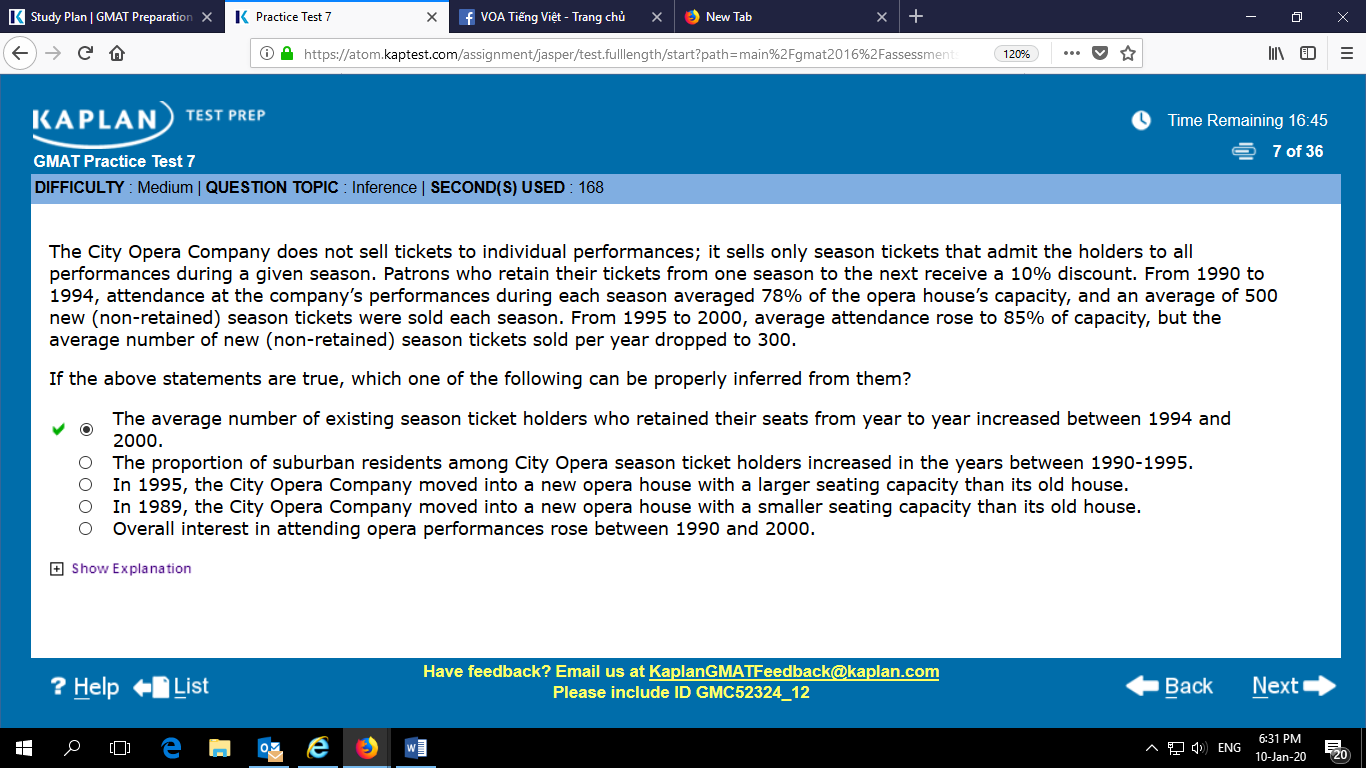 Study Plan | GMAT Preparation
Practice Test 7
VOA Tiếng Việt - Trang chủ
New Tab
https://atom.kaptest.com/assignment/jasper/test.fulllength/start?path=main%2Fgmat2016%2Fassessment
120%
KAPLAN TEST PREP
Time Remaining 16:45
GMAT Practice Test 7
7 of 36
DIFFICULTY : Medium | QUESTION TOPIC : Inference | SECOND(S) USED : 168
The City Opera Company does not sell tickets to individual performances; it sells only season tickets that admit the holders to all
performances during a given season. Patrons who retain their tickets from one season to the next receive a 10% discount. From 1990 to
1994, attendance at the company’s performances during each season averaged 78% of the opera house’s capacity, and an average of 500
new (non-retained) season tickets were sold each season. From 1995 to 2000, average attendance rose to 85% of capacity, but the
average number of new (non-retained) season tickets sold per year dropped to 300.
If the above statements are true, which one of the following can be properly inferred from them?
The average number of existing season ticket holders who retained their seats from year to year increased between 1994 and
2000.
The proportion of suburban residents among City Opera season ticket holders increased in the years between 1990-1995.
In 1995, the City Opera Company moved into a new opera house with a larger seating capacity than its old house.
In 1989, the City Opera Company moved into a new opera house with a smaller seating capacity than its old house.
Overall interest in attending opera performances rose between 1990 and 2000.
Show Explanation
Have feedback? Email us at KaplanGMATFeedback@kaplan.com
Please include ID GMC52324_12
? Help List
Back Next
ENG
6:31 PM
10-Jan-20
20